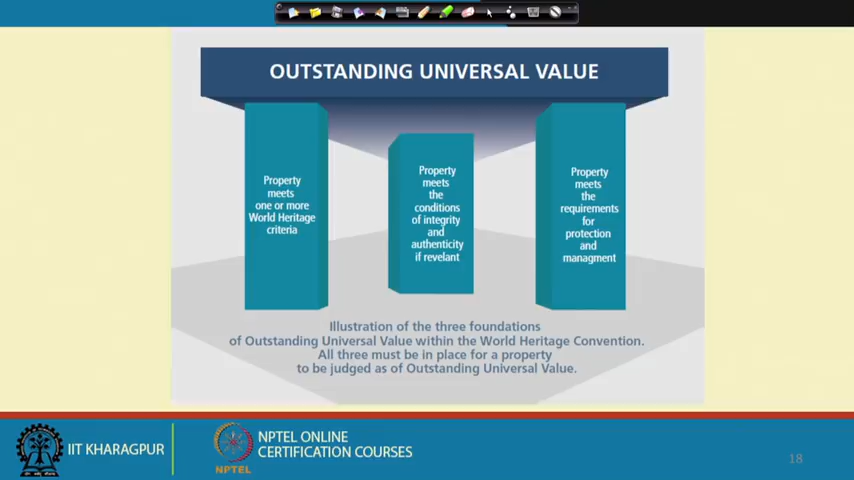 OUTSTANDING UNIVERSAL VALUE
Property
meets
one or more
World Heritage
criteria
Property
meets
the
conditions
of integrity
and
authenticity
if revelant
Property
meets
the
requirements
for
protection
and
managment
Illustration of the three foundations
of Outstanding Universal Value within the World Heritage Convention.
All three must be in place for a property
to be judged as of Outstanding Universal Value.
IIT KHARAGPUR
NPTEL
NPTEL ONLINE
CERTIFICATION COURSES
18